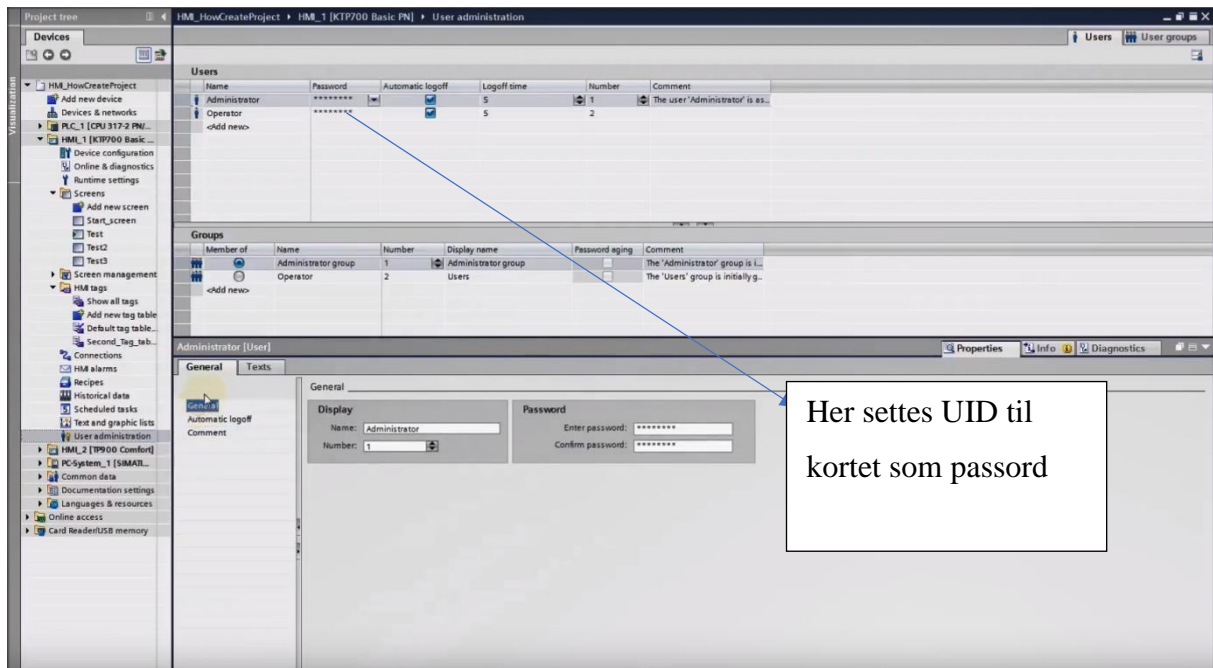 Project tree
HMI_HowCreateProject ▸ HMI_1 [KTP700 Basic PN] ▸ User administration
Devices
Users
User groups
Visualization
HMI_HowCreateProject
Add new device
Devices & networks
PLC_1 [CPU 317-2 PN/...
HMI_1 [KTP700 Basic ...
Device configuration
Online & diagnostics
Runtime settings
Screens
Add new screen
Start_screen
Test
Test2
Test3
Screen management
HMI tags
Show all tags
Add new tag table
Default tag table...
Second_Tag_tab...
Connections
HMI alarms
Recipes
Historical data
Scheduled tasks
Text and graphic lists
User administration
HMI_2 [TP900 Comfort]
PC-System_1 [SIMATI...
Common data
Documentation settings
Languages & resources
Online access
Card Reader/USB memory
Users
Name Password Automatic logoff Logoff time Number Comment
Administrator ******** 5 1 The user 'Administrator' is as...
Operator ******** 5 2
<Add new>
Groups
Member of Name Number Display name Password aging Comment
Administrator group 1 Administrator group The 'Administrator' group is i...
Operator 2 Users The 'Users' group is initially g...
<Add new>
Administrator [User]
Properties Info Diagnostics
General Texts
General
Automatic logoff
Comment
General
Display
Name: Administrator
Number: 1
Password
Enter password: ********
Confirm password: ********
Her settes UID til
kortet som passord